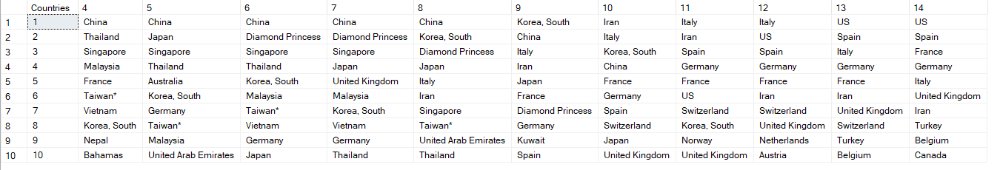 Countries 4 5 6 7 8 9 10 11 12 13 14
1 1 China China China China China Korea, South Iran Italy Italy US US
2 2 Thailand Japan Diamond Princess Diamond Princess Korea, South China Italy Iran US Spain Spain
3 3 Singapore Singapore Singapore Singapore Diamond Princess Italy Korea, South Spain Spain Italy France
4 4 Malaysia Thailand Thailand Japan Japan Iran China Germany Germany Germany Germany
5 5 France Australia Korea, South United Kingdom Italy Japan France France France France Italy
6 6 Taiwan* Korea, South Malaysia Malaysia Iran France Germany US Iran Iran United Kingdom
7 7 Vietnam Germany Taiwan* Korea, South Singapore Diamond Princess Spain Switzerland Switzerland United Kingdom Iran
8 8 Korea, South Taiwan* Vietnam Vietnam Taiwan* Germany Switzerland Korea, South United Kingdom Switzerland Turkey
9 9 Nepal Malaysia Germany Germany United Arab Emirates Kuwait Japan Norway Netherlands Turkey Belgium
10 10 Bahamas United Arab Emirates Japan Thailand Thailand Spain United Kingdom United Kingdom Austria Belgium Canada